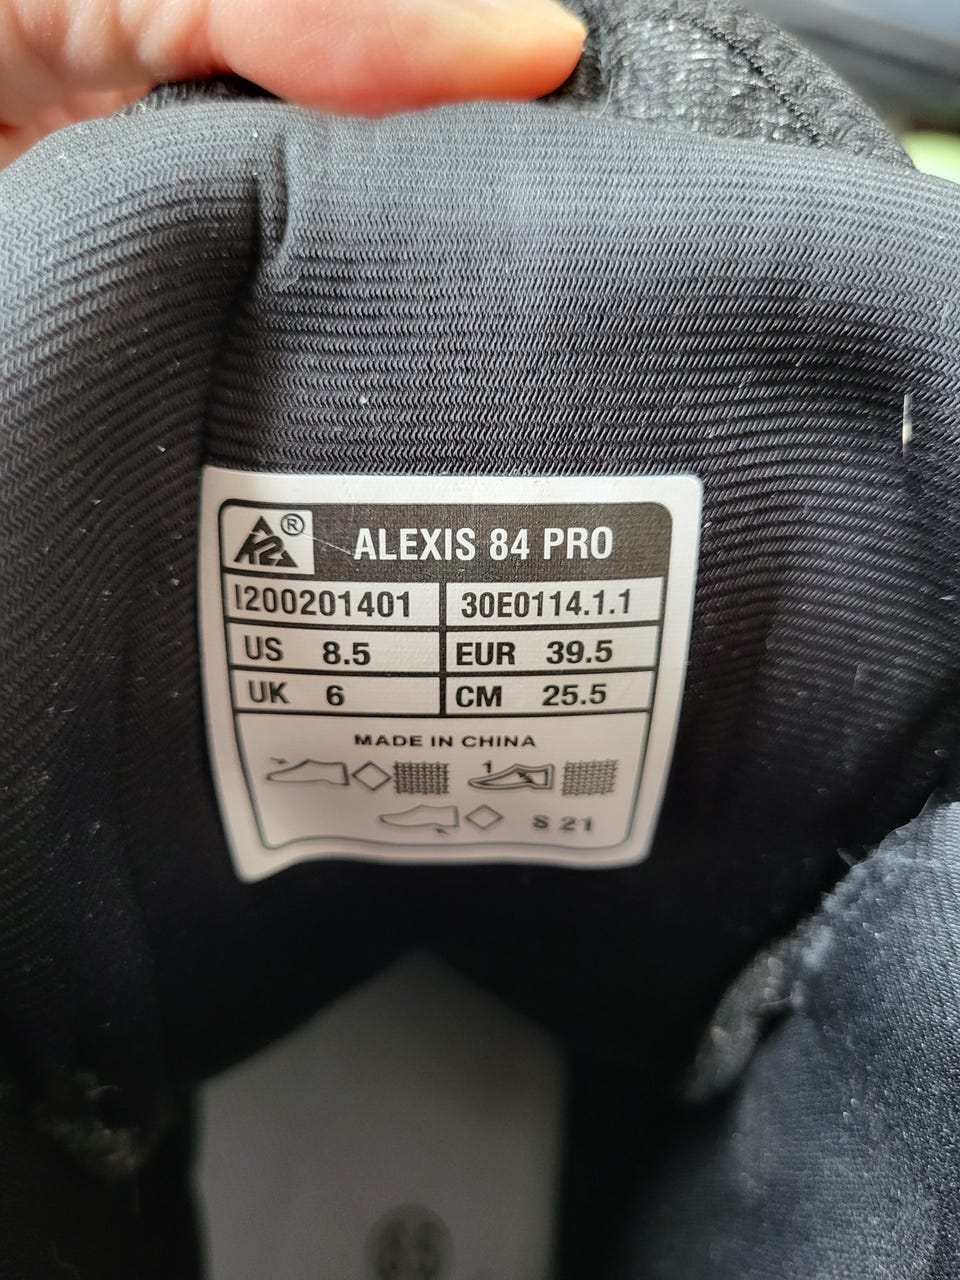 K2 ® ALEXIS 84 PRO
I200201401 30E0114.1.1
US 8.5 EUR 39.5
UK 6 CM 25.5
MADE IN CHINA
1
S 21